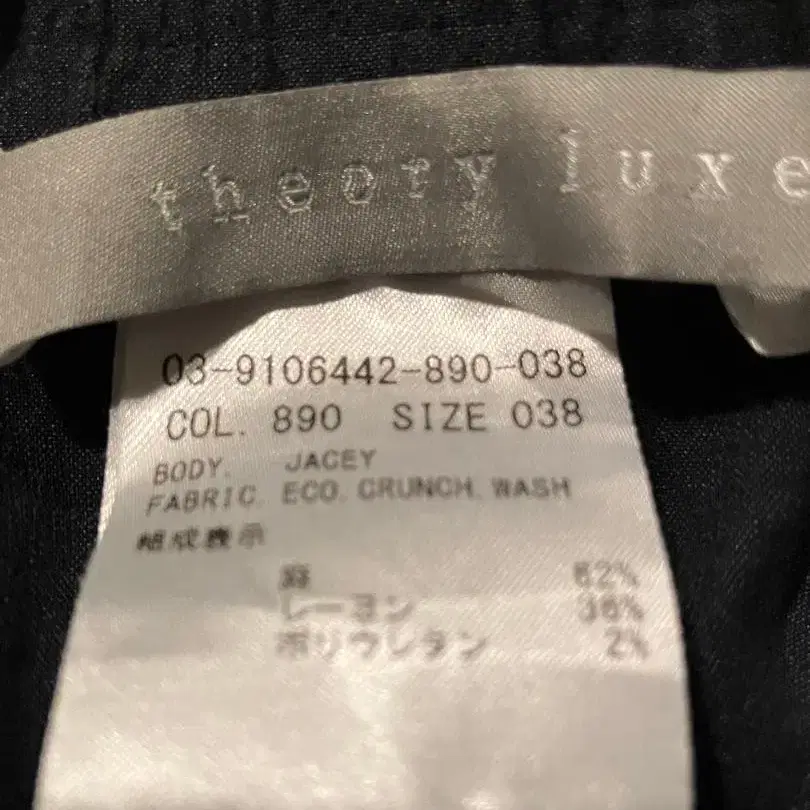 theory luxe
03-9106442-890-038
COL. 890 SIZE 038
BODY. JACEY
FABRIC. ECO. CRUNCH. WASH
組成表示
麻 62%
レーヨン 36%
ポリウレタン 2%